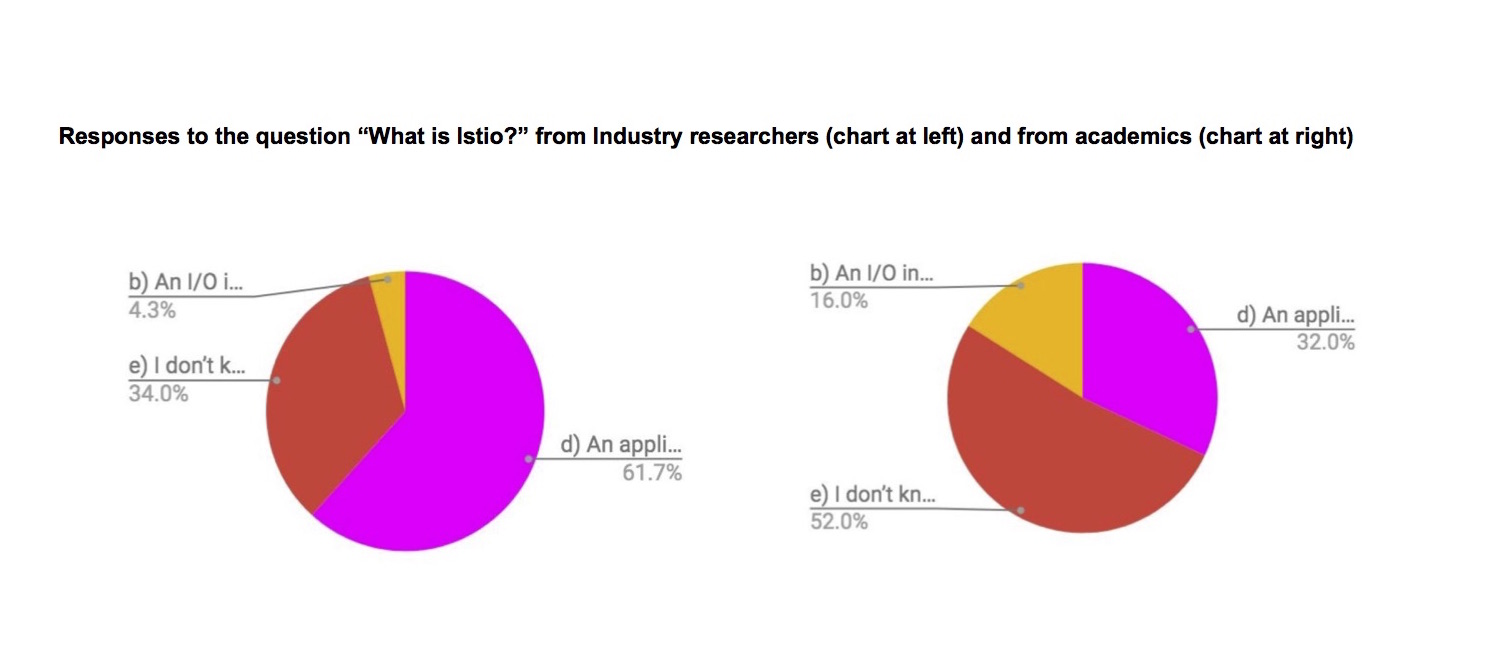 Responses to the question “What is Istio?” from Industry researchers (chart at left) and from academics (chart at right)
b) An I/O i...
4.3%
e) I don’t k...
34.0%
d) An appli...
61.7%
b) An I/O in...
16.0%
d) An appli...
32.0%
e) I don’t kn...
52.0%